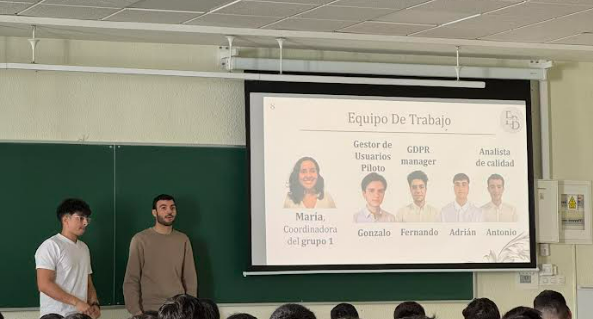 Equipo De Trabajo
Gestor de
Usuarios
Piloto
GDPR
manager
Analista
de calidad
María,
Coordinadora
del grupo 1
Gonzalo
Fernando
Adrián
Antonio